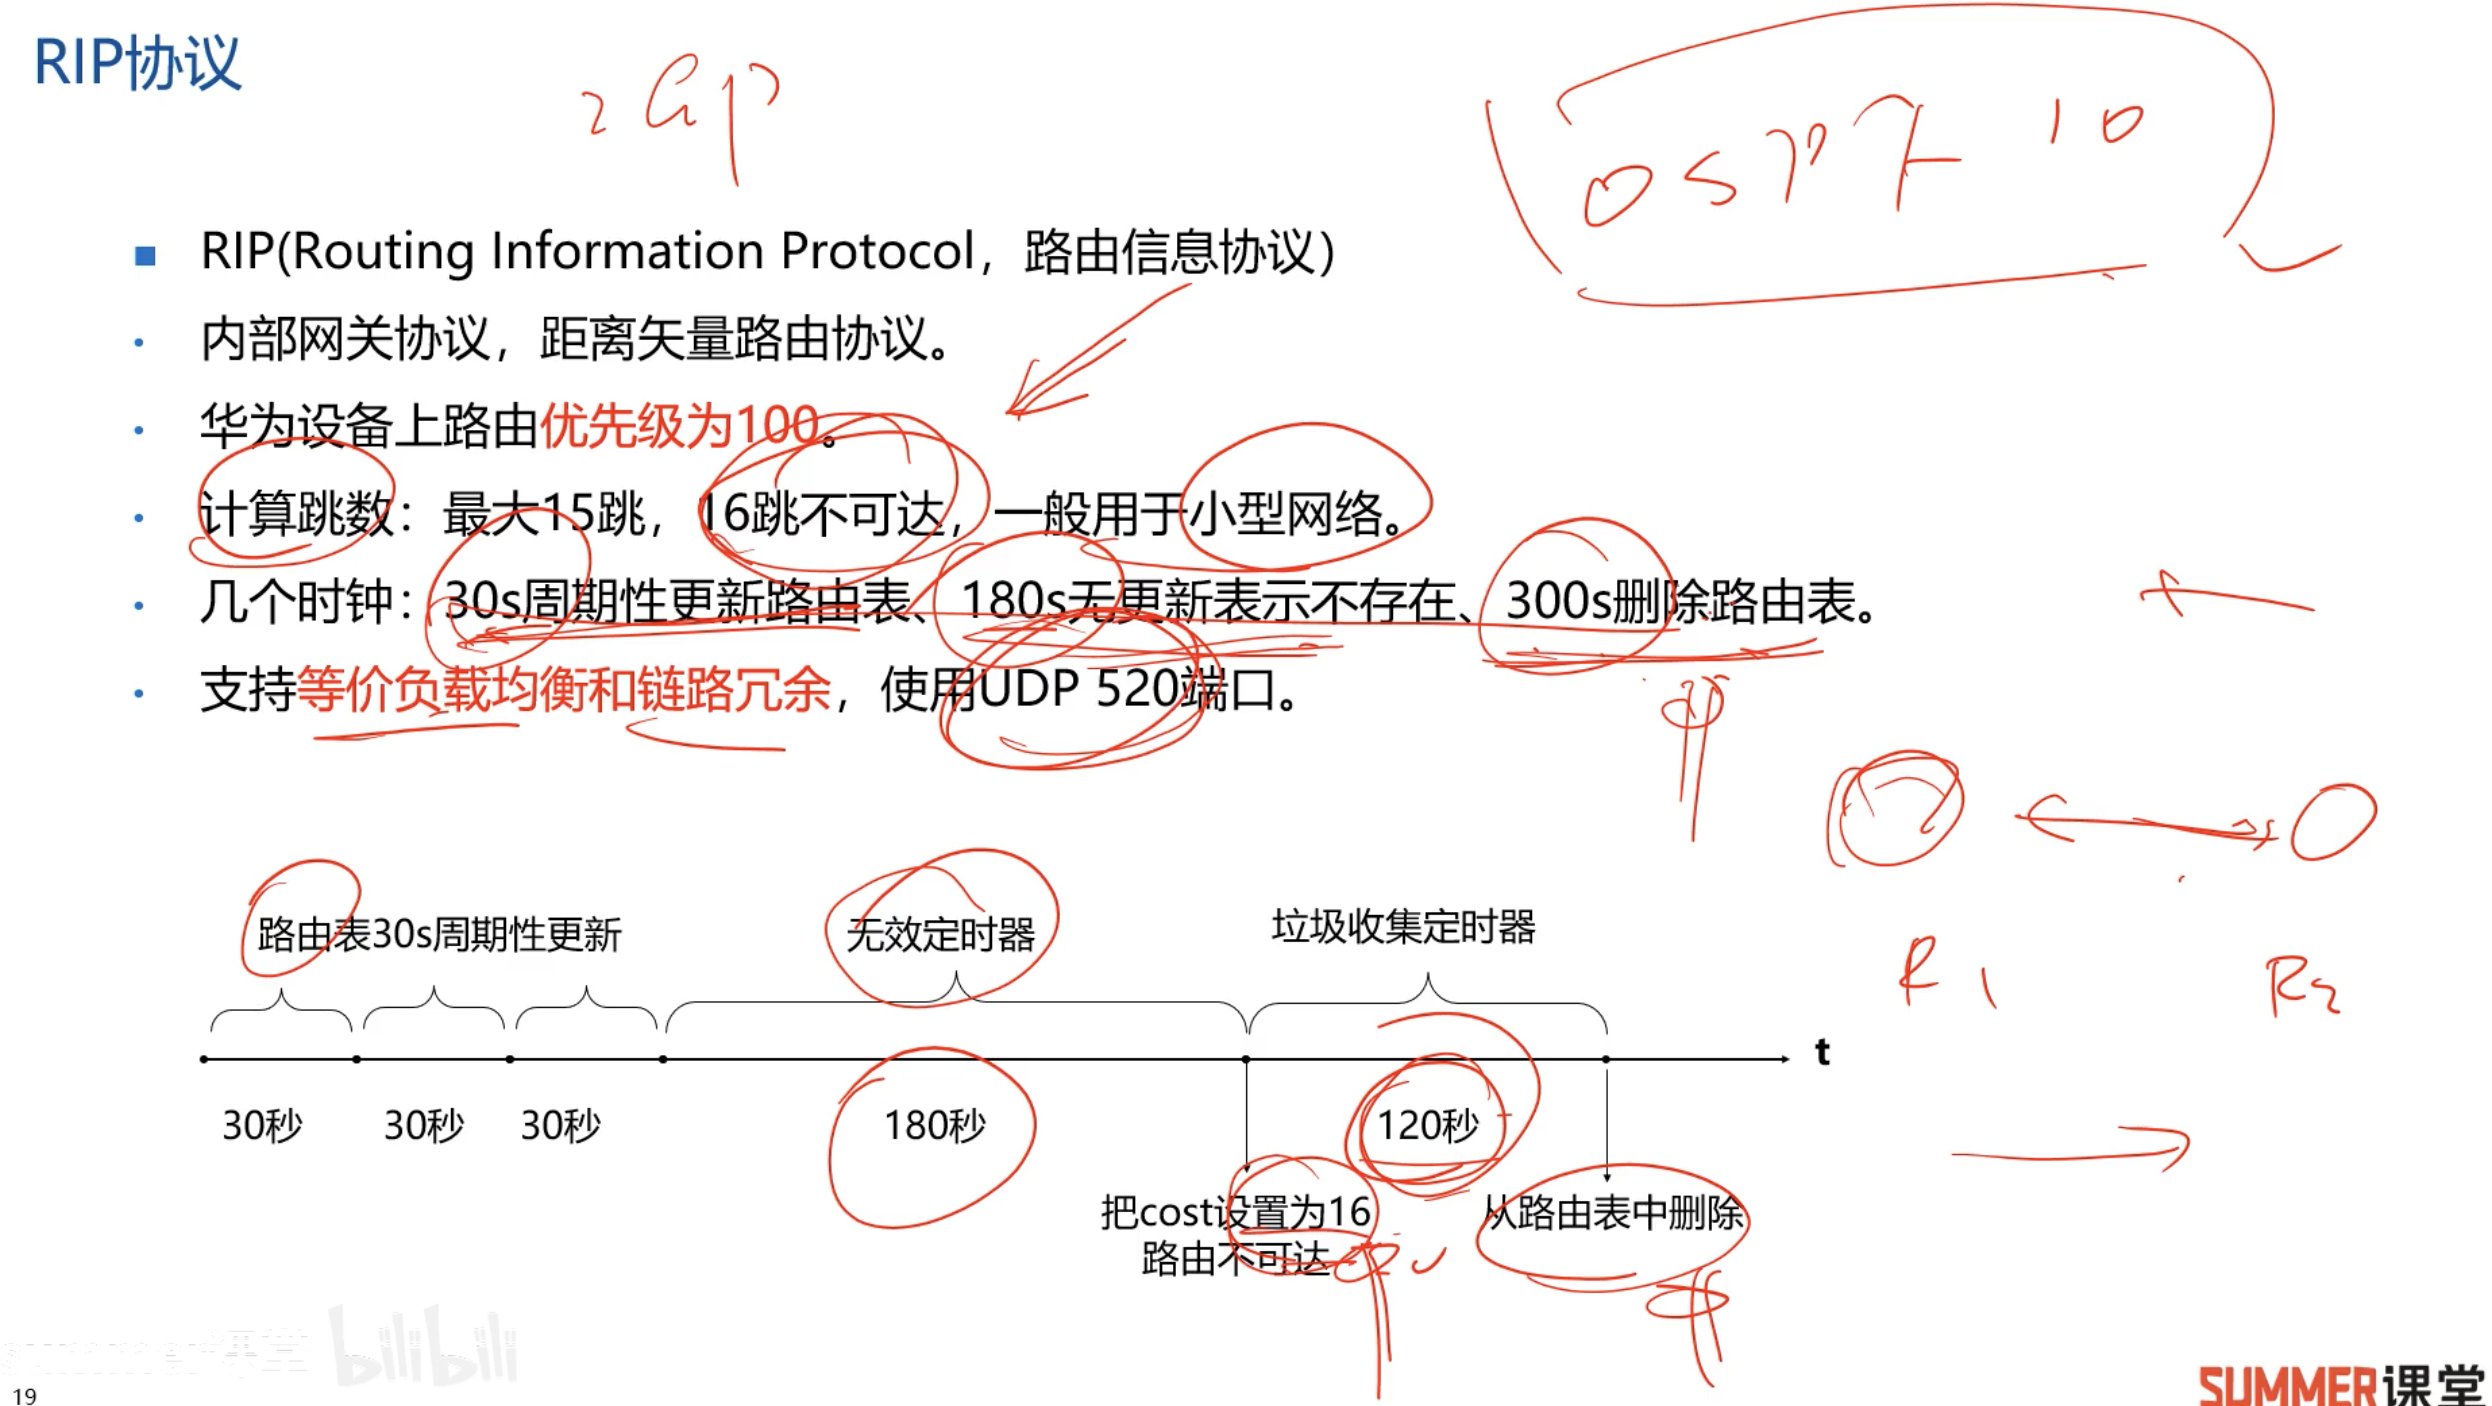 RIP协议
IGP
OSPF 10
RIP(Routing Information Protocol，路由信息协议）
内部网关协议，距离矢量路由协议。
华为设备上路由优先级为100。
计算跳数：最大15跳，16跳不可达，一般用于小型网络。
几个时钟：30s周期性更新路由表、180s无更新表示不存在、300s删除路由表。
支持等价负载均衡和链路冗余，使用UDP 520端口。
路由表30s周期性更新
无效定时器
垃圾收集定时器
R1
R2
t
30秒
30秒
30秒
180秒
120秒
把cost设置为16
路由不可达
从路由表中删除
summer课堂 bilibili
19
SUMMER课堂